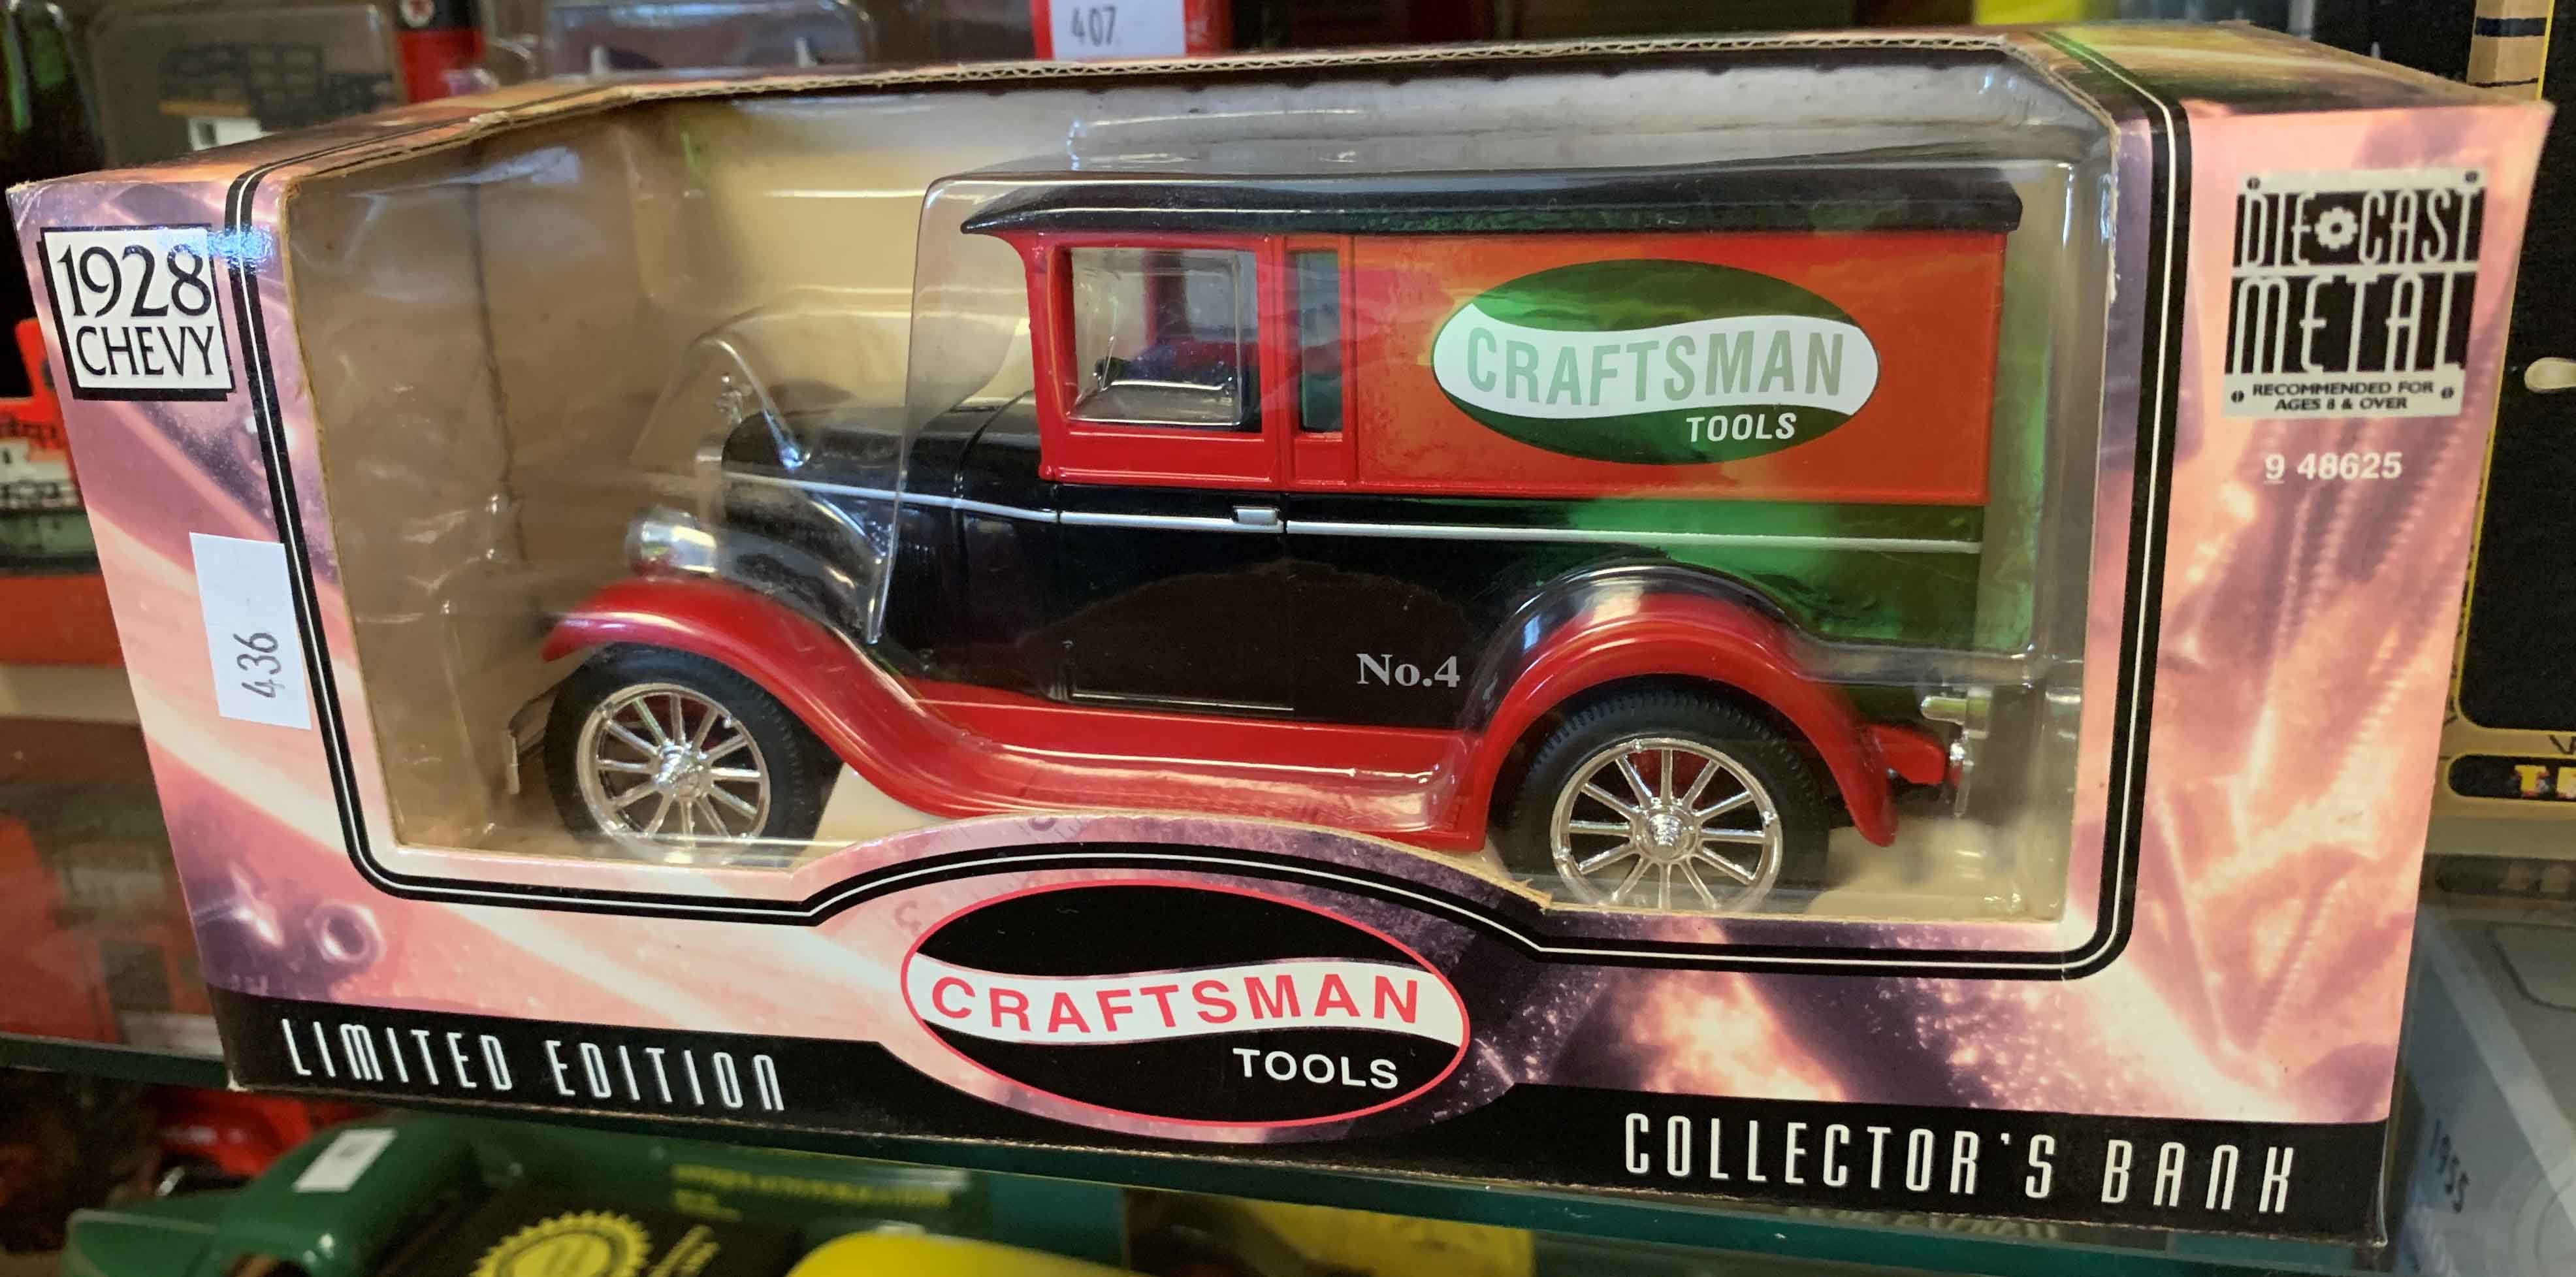 407
1928
CHEVY
DIE CAST
METAL
RECOMMENDED FOR
AGES 8 & OVER
9 48625
CRAFTSMAN
TOOLS
No.4
436
CRAFTSMAN
TOOLS
LIMITED EDITION
COLLECTOR'S BANK
1955